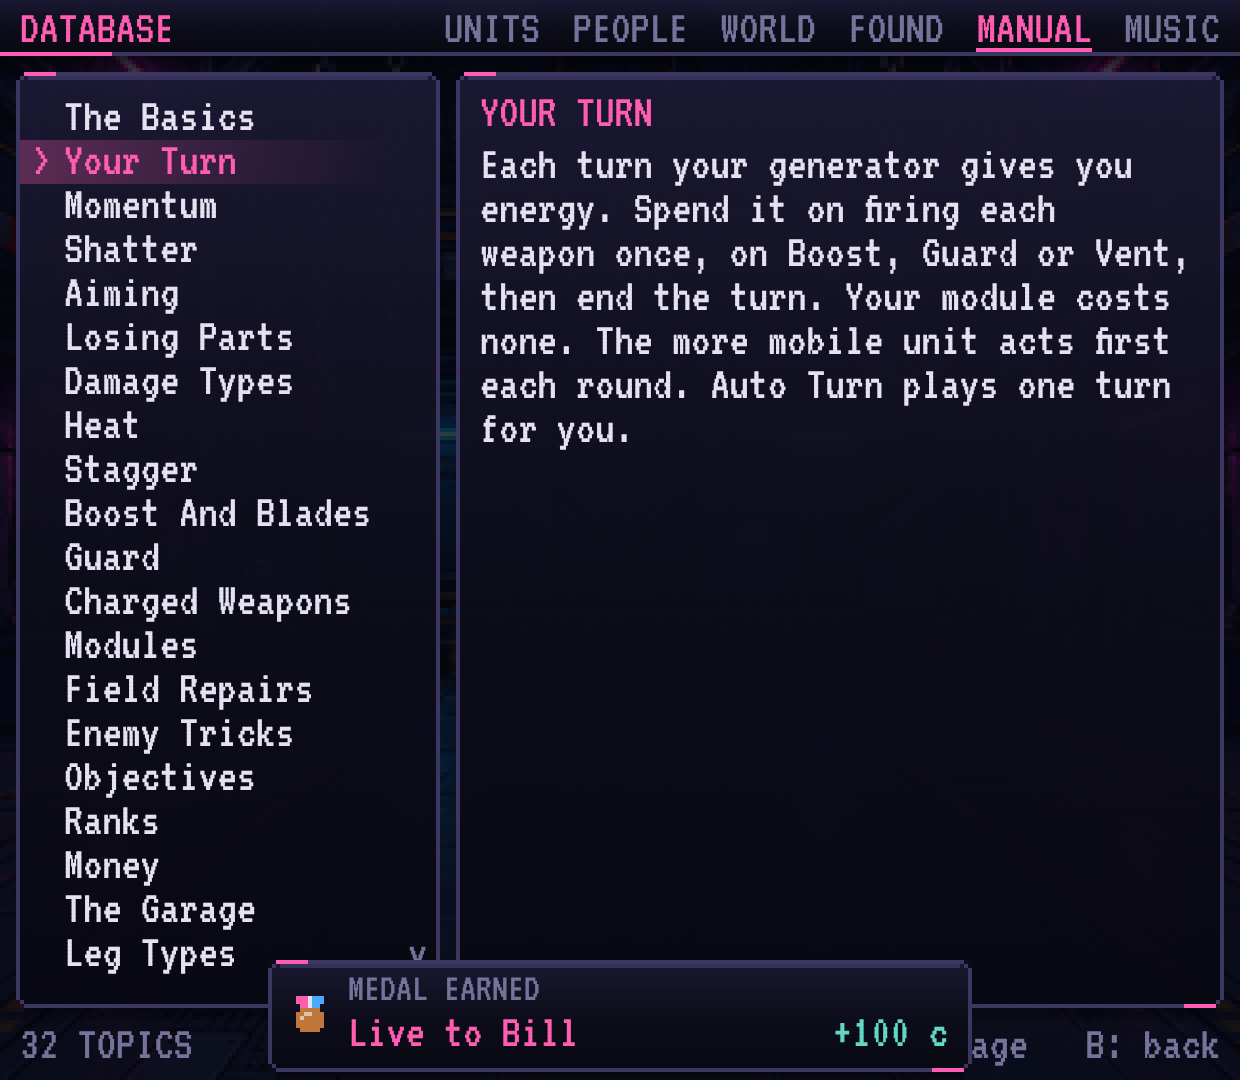 DATABASE UNITS PEOPLE WORLD FOUND MANUAL MUSIC
The Basics
> Your Turn
Momentum
Shatter
Aiming
Losing Parts
Damage Types
Heat
Stagger
Boost And Blades
Guard
Charged Weapons
Modules
Field Repairs
Enemy Tricks
Objectives
Ranks
Money
The Garage
Leg Types
YOUR TURN
Each turn your generator gives you
energy. Spend it on firing each
weapon once, on Boost, Guard or Vent,
then end the turn. Your module costs
none. The more mobile unit acts first
each round. Auto Turn plays one turn
for you.
MEDAL EARNED
Live to Bill +100 c
32 TOPICS B: back